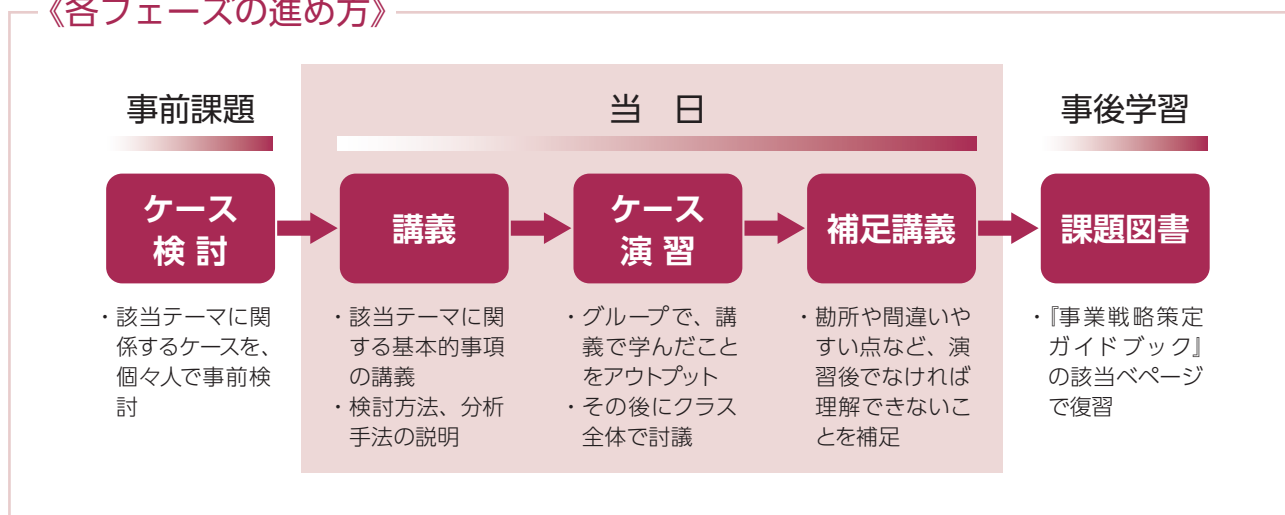 《各フェーズの進め方》
事前課題
当　日
事後学習
ケース
検 討
講義
ケース
演 習
補足講義
課題図書
・該当テーマに関
係するケースを、
個々人で事前検
討
・該当テーマに関
する基本的事項
の講義
・検討方法、分析
手法の説明
・グループで、講
義で学んだこと
をアウトプット
・その後にクラス
全体で討議
・勘所や間違いや
すい点など、演
習後でなければ
理解できないこ
とを補足
・『事業戦略策定
ガイドブック』
の該当ベページ
で復習